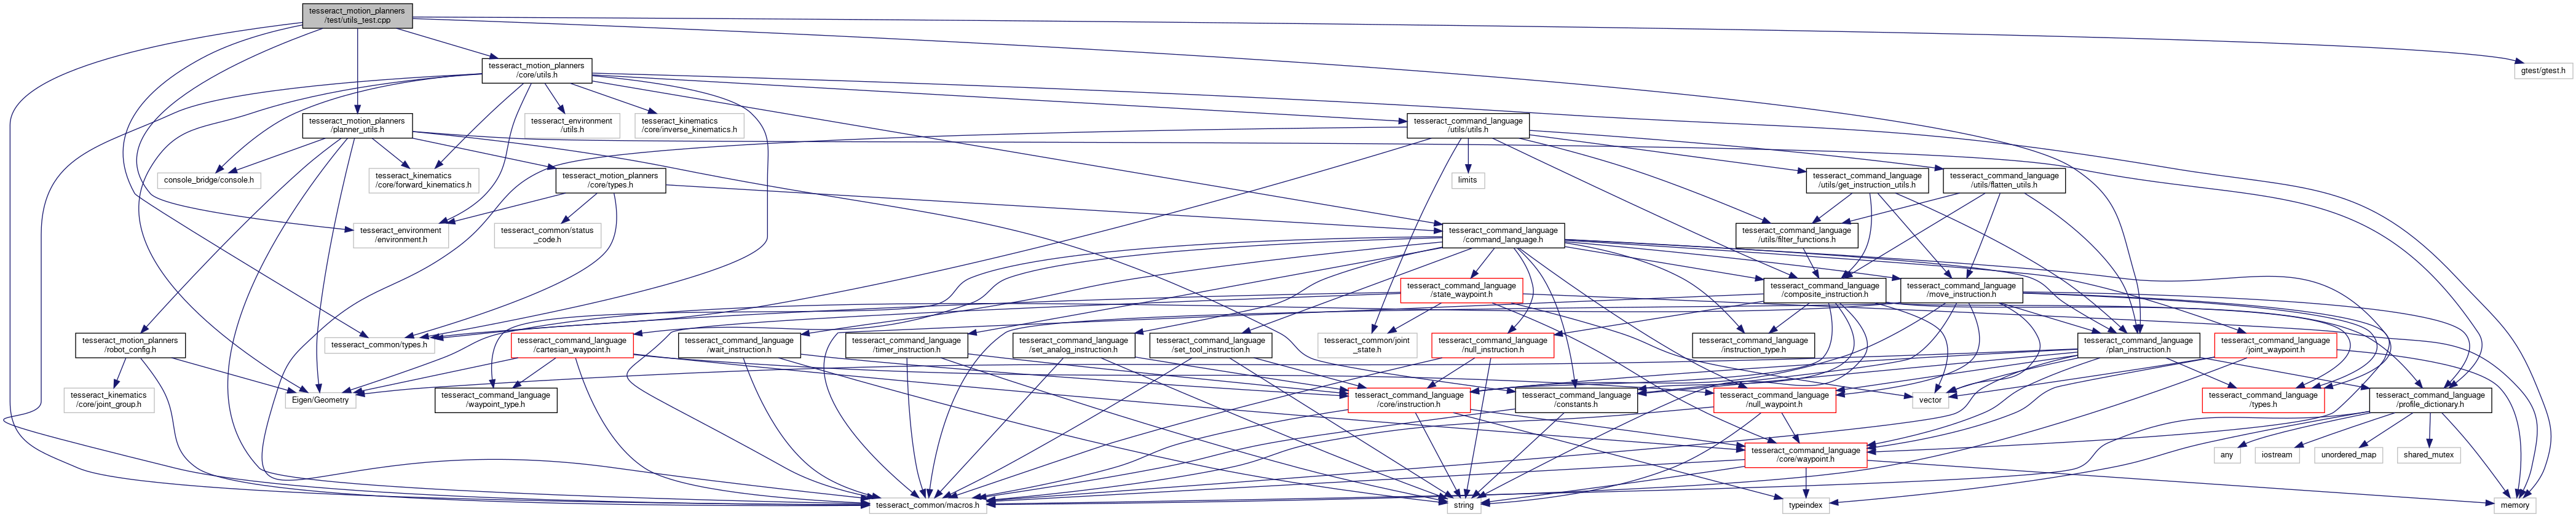 tesseract_motion_planners
/test/utils_test.cpp
tesseract_motion_planners
/core/utils.h
gtest/gtest.h
tesseract_motion_planners
/planner_utils.h
tesseract_environment
/utils.h
tesseract_kinematics
/core/inverse_kinematics.h
tesseract_command_language
/utils/utils.h
console_bridge/console.h
tesseract_kinematics
/core/forward_kinematics.h
tesseract_motion_planners
/core/types.h
limits
tesseract_command_language
/utils/get_instruction_utils.h
tesseract_command_language
/utils/flatten_utils.h
tesseract_environment
/environment.h
tesseract_common/status
_code.h
tesseract_command_language
/command_language.h
tesseract_command_language
/utils/filter_functions.h
tesseract_command_language
/state_waypoint.h
tesseract_command_language
/composite_instruction.h
tesseract_command_language
/move_instruction.h
tesseract_motion_planners
/robot_config.h
tesseract_common/types.h
tesseract_command_language
/cartesian_waypoint.h
tesseract_command_language
/wait_instruction.h
tesseract_command_language
/timer_instruction.h
tesseract_command_language
/set_analog_instruction.h
tesseract_command_language
/set_tool_instruction.h
tesseract_common/joint
_state.h
tesseract_command_language
/null_instruction.h
tesseract_command_language
/instruction_type.h
tesseract_command_language
/plan_instruction.h
tesseract_command_language
/joint_waypoint.h
tesseract_kinematics
/core/joint_group.h
Eigen/Geometry
tesseract_command_language
/waypoint_type.h
tesseract_command_language
/core/instruction.h
tesseract_command_language
/constants.h
tesseract_command_language
/null_waypoint.h
vector
tesseract_command_language
/types.h
tesseract_command_language
/profile_dictionary.h
tesseract_command_language
/core/waypoint.h
any
iostream
unordered_map
shared_mutex
tesseract_common/macros.h
string
typeindex
memory